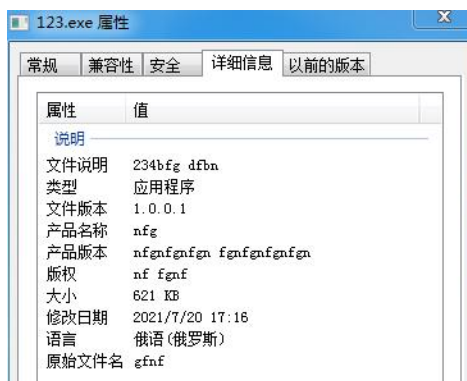 123.exe 属性
常规 兼容性 安全 详细信息 以前的版本
属性 值
说明
文件说明 234bfg dfbn
类型 应用程序
文件版本 1.0.0.1
产品名称 nfg
产品版本 nfgnfgnfgn fgnfgnfgnfgn
版权 nf fgnf
大小 621 KB
修改日期 2021/7/20 17:16
语言 俄语(俄罗斯)
原始文件名 gfnf